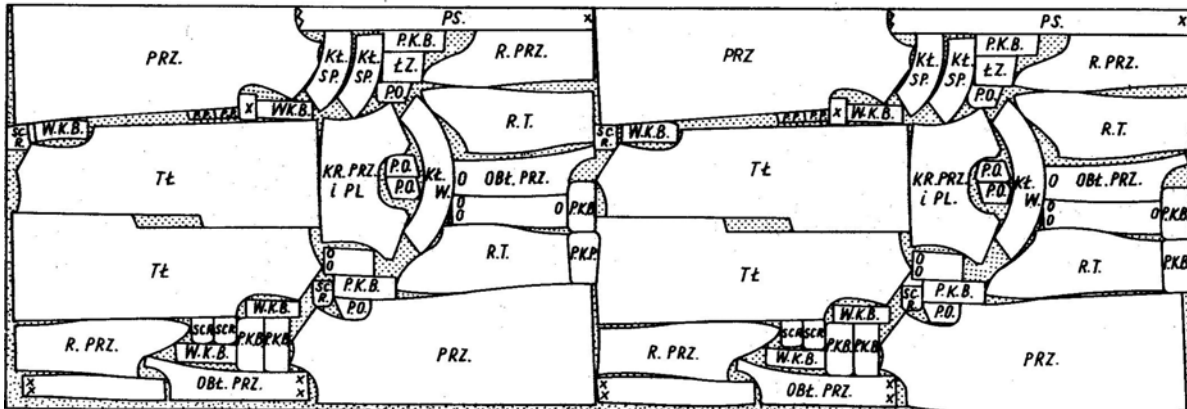 PS. x
PRZ.
KŁ. SP.
KŁ. SP.
P.K.B.
ŁZ.
P.O.
R. PRZ.
x W.K.B.
P.P. P.P.
SC. R.
W.K.B.
TŁ
KR. PRZ. i PL
P.O.
P.O.
KŁ. W.
R.T.
O OBŁ. PRZ.
O O O
P.K.B.
P.K.P.
TŁ
O O
SC. R.
P.K.B.
P.O.
R.T.
W.K.B.
SCR SCR
P.K.B. P.K.B.
W.K.B.
R. PRZ.
PRZ.
x x
OBŁ. PRZ. x x
PS. x
PRZ
KŁ. SP.
KŁ. SP.
P.K.B.
ŁZ.
P.O.
R. PRZ.
x W.K.B.
P.P. P.P.
SC. R.
W.K.B.
TŁ
KR. PRZ. i PL.
P.O.
P.O.
KŁ. W.
R.T.
O OBŁ. PRZ.
O O O
P.K.B.
P.K.B.
TŁ
O O
SC. R.
P.K.B.
P.O.
R.T.
W.K.B.
SCR SCR
P.K.B. P.K.B.
W.K.B.
R. PRZ.
PRZ.
x x
OBŁ. PRZ. x x